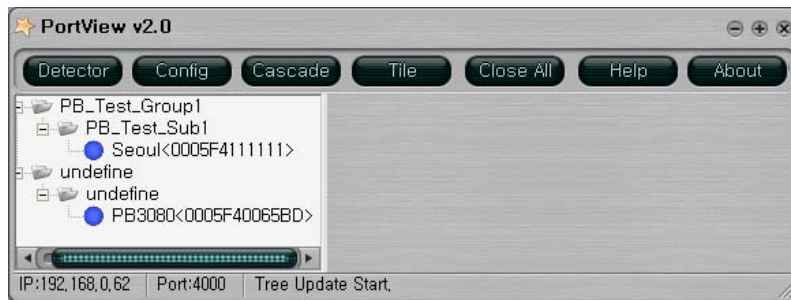 PortView v2.0
Detector Config Cascade Tile Close All Help About
PB_Test_Group1
PB_Test_Sub1
Seoul<0005F4111111>
undefine
undefine
PB3080<0005F40065BD>
IP:192,168,0,62 Port:4000 Tree Update Start,